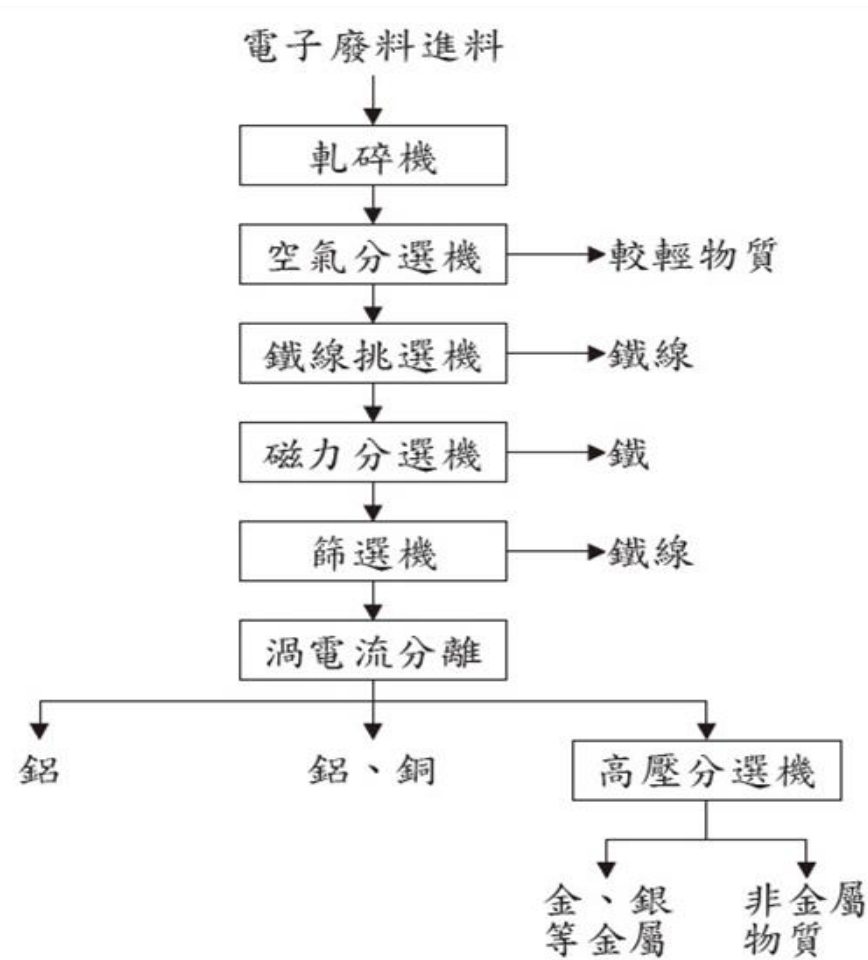 電子廢料進料
軋碎機
空氣分選機
較輕物質
鐵線挑選機
鐵線
磁力分選機
鐵
篩選機
鐵線
渦電流分離
鋁
鋁、銅
高壓分選機
金、銀
等金屬
非金屬
物質